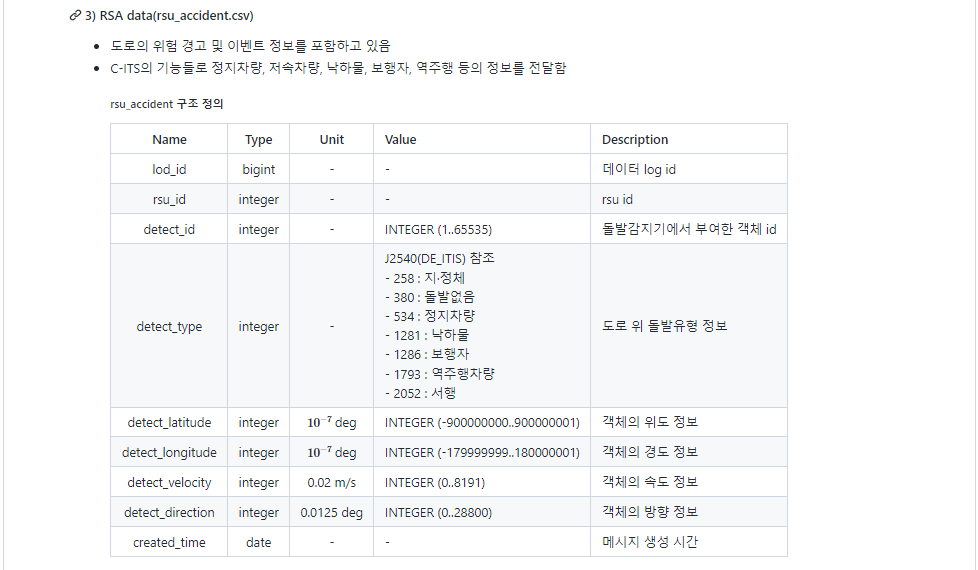 3) RSA data(rsu_accident.csv)
도로의 위험 경고 및 이벤트 정보를 포함하고 있음
C-ITS의 기능들로 정지차량, 저속차량, 낙하물, 보행자, 역주행 등의 정보를 전달함
rsu_accident 구조 정의
Name Type Unit Value Description
lod_id bigint - - 데이터 log id
rsu_id integer - - rsu id
detect_id integer - INTEGER (1..65535) 돌발감지기에서 부여한 객체 id
detect_type integer - J2540(DE_ITIS) 참조
- 258 : 지·정체
- 380 : 돌발없음
- 534 : 정지차량
- 1281 : 낙하물
- 1286 : 보행자
- 1793 : 역주행차량
- 2052 : 서행
도로 위 돌발유형 정보
detect_latitude integer 10⁻⁷ deg INTEGER (-900000000..900000001) 객체의 위도 정보
detect_longitude integer 10⁻⁷ deg INTEGER (-179999999..180000001) 객체의 경도 정보
detect_velocity integer 0.02 m/s INTEGER (0..8191) 객체의 속도 정보
detect_direction integer 0.0125 deg INTEGER (0..28800) 객체의 방향 정보
created_time date - - 메시지 생성 시간